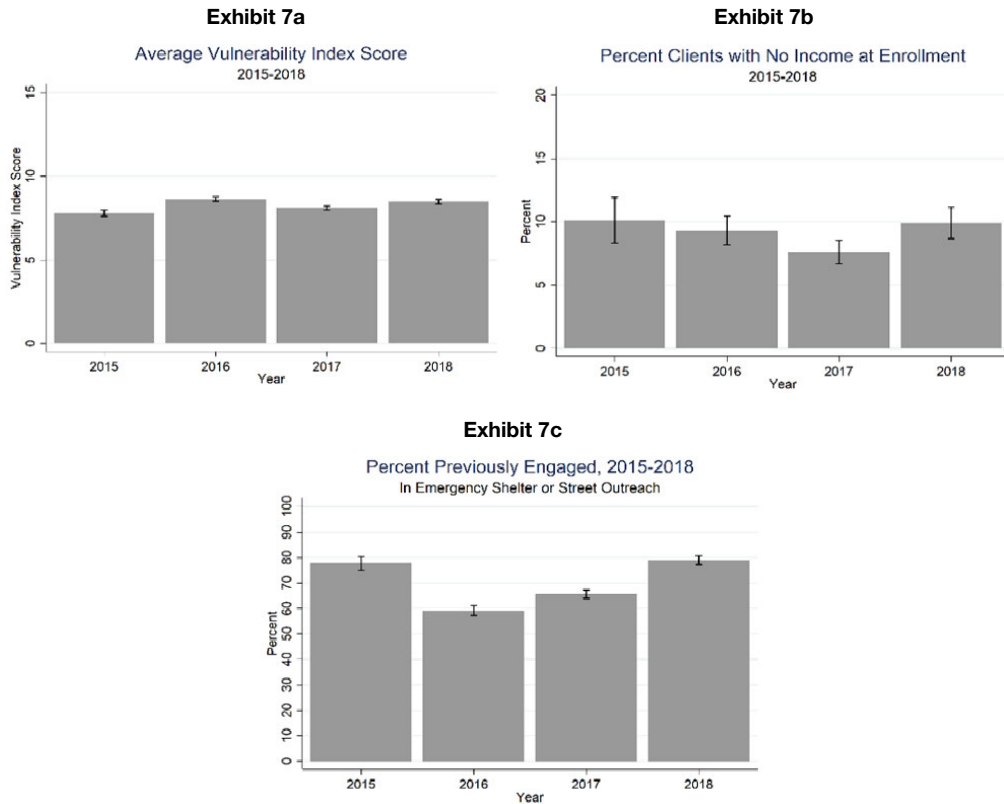 Exhibit 7a
Average Vulnerability Index Score
2015-2018
Vulnerability Index Score
15
10
5
0
2015 2016 2017 2018
Year
Exhibit 7b
Percent Clients with No Income at Enrollment
2015-2018
Percent
20
15
10
5
0
2015 2016 2017 2018
Year
Exhibit 7c
Percent Previously Engaged, 2015-2018
In Emergency Shelter or Street Outreach
Percent
100
90
80
70
60
50
40
30
20
10
0
2015 2016 2017 2018
Year